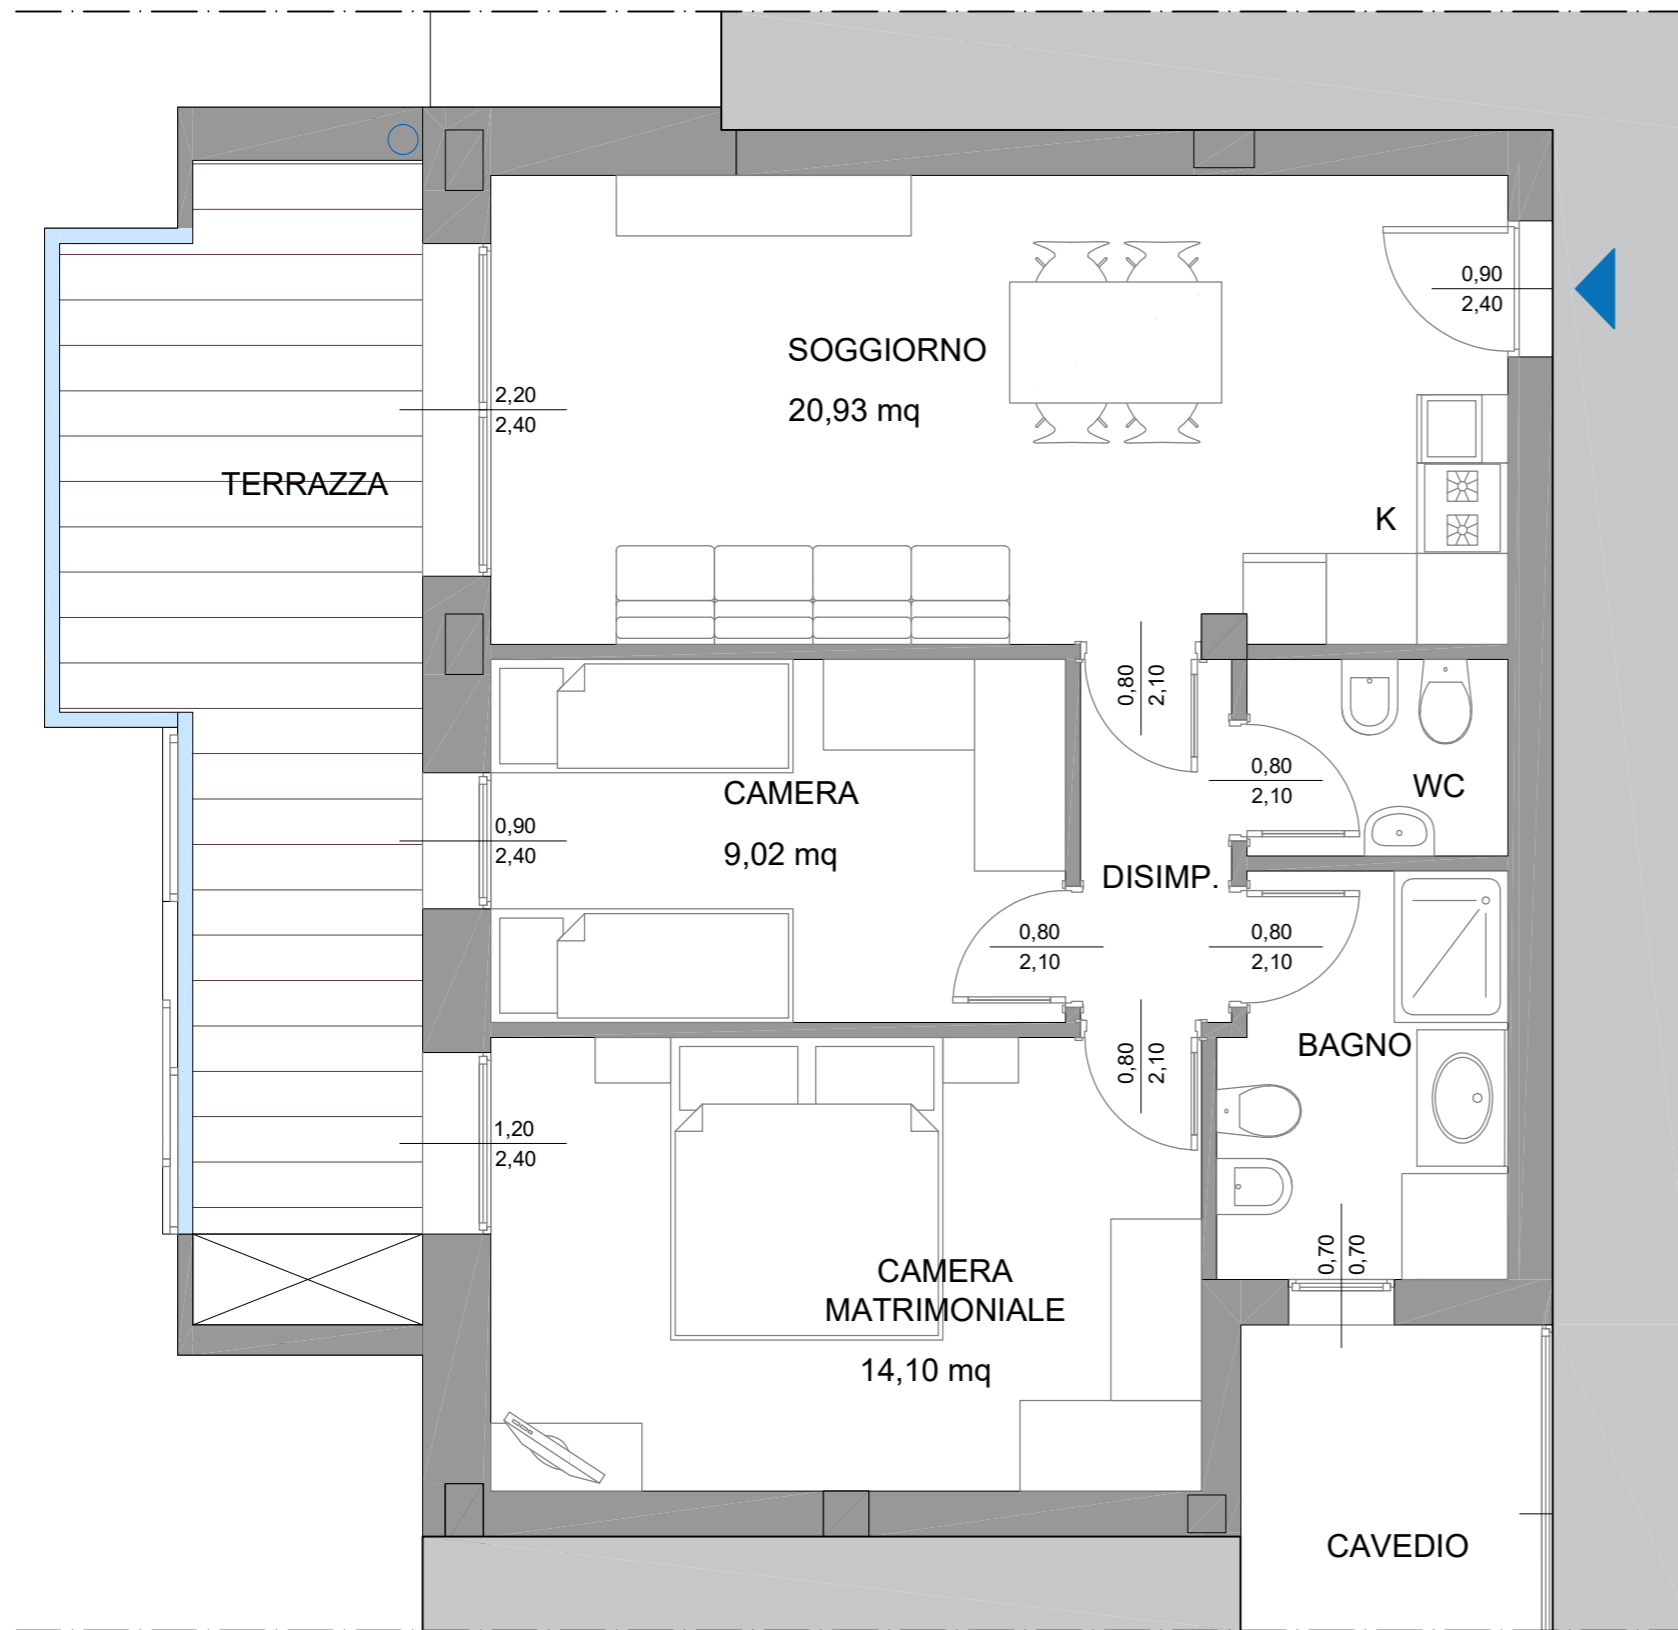 0,90
2,40
SOGGIORNO
20,93 mq
2,20
2,40
TERRAZZA
K
0,80
2,10
0,80
2,10
WC
CAMERA
9,02 mq
0,90
2,40
DISIMP.
0,80
2,10
0,80
2,10
BAGNO
0,80
2,10
1,20
2,40
0,70
0,70
CAMERA
MATRIMONIALE
14,10 mq
CAVEDIO